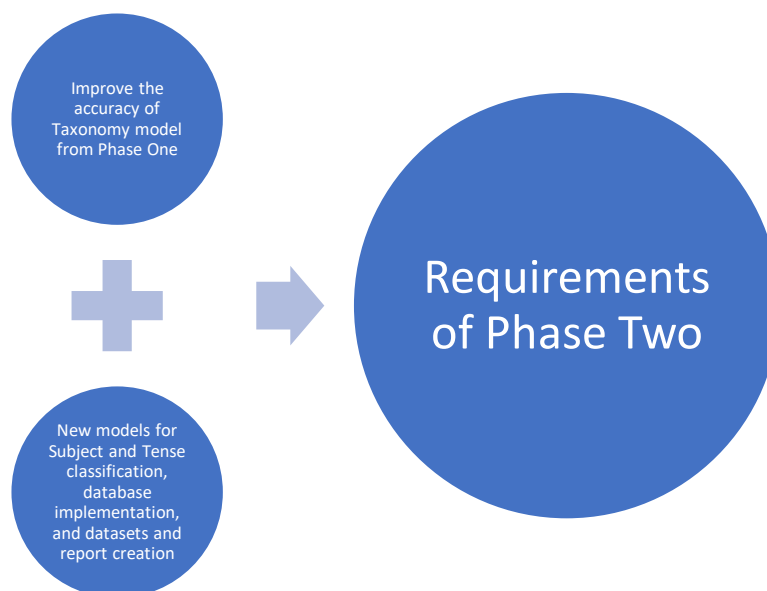 Improve the
accuracy of
Taxonomy model
from Phase One
New models for
Subject and Tense
classification,
database
implementation,
and datasets and
report creation
Requirements
of Phase Two